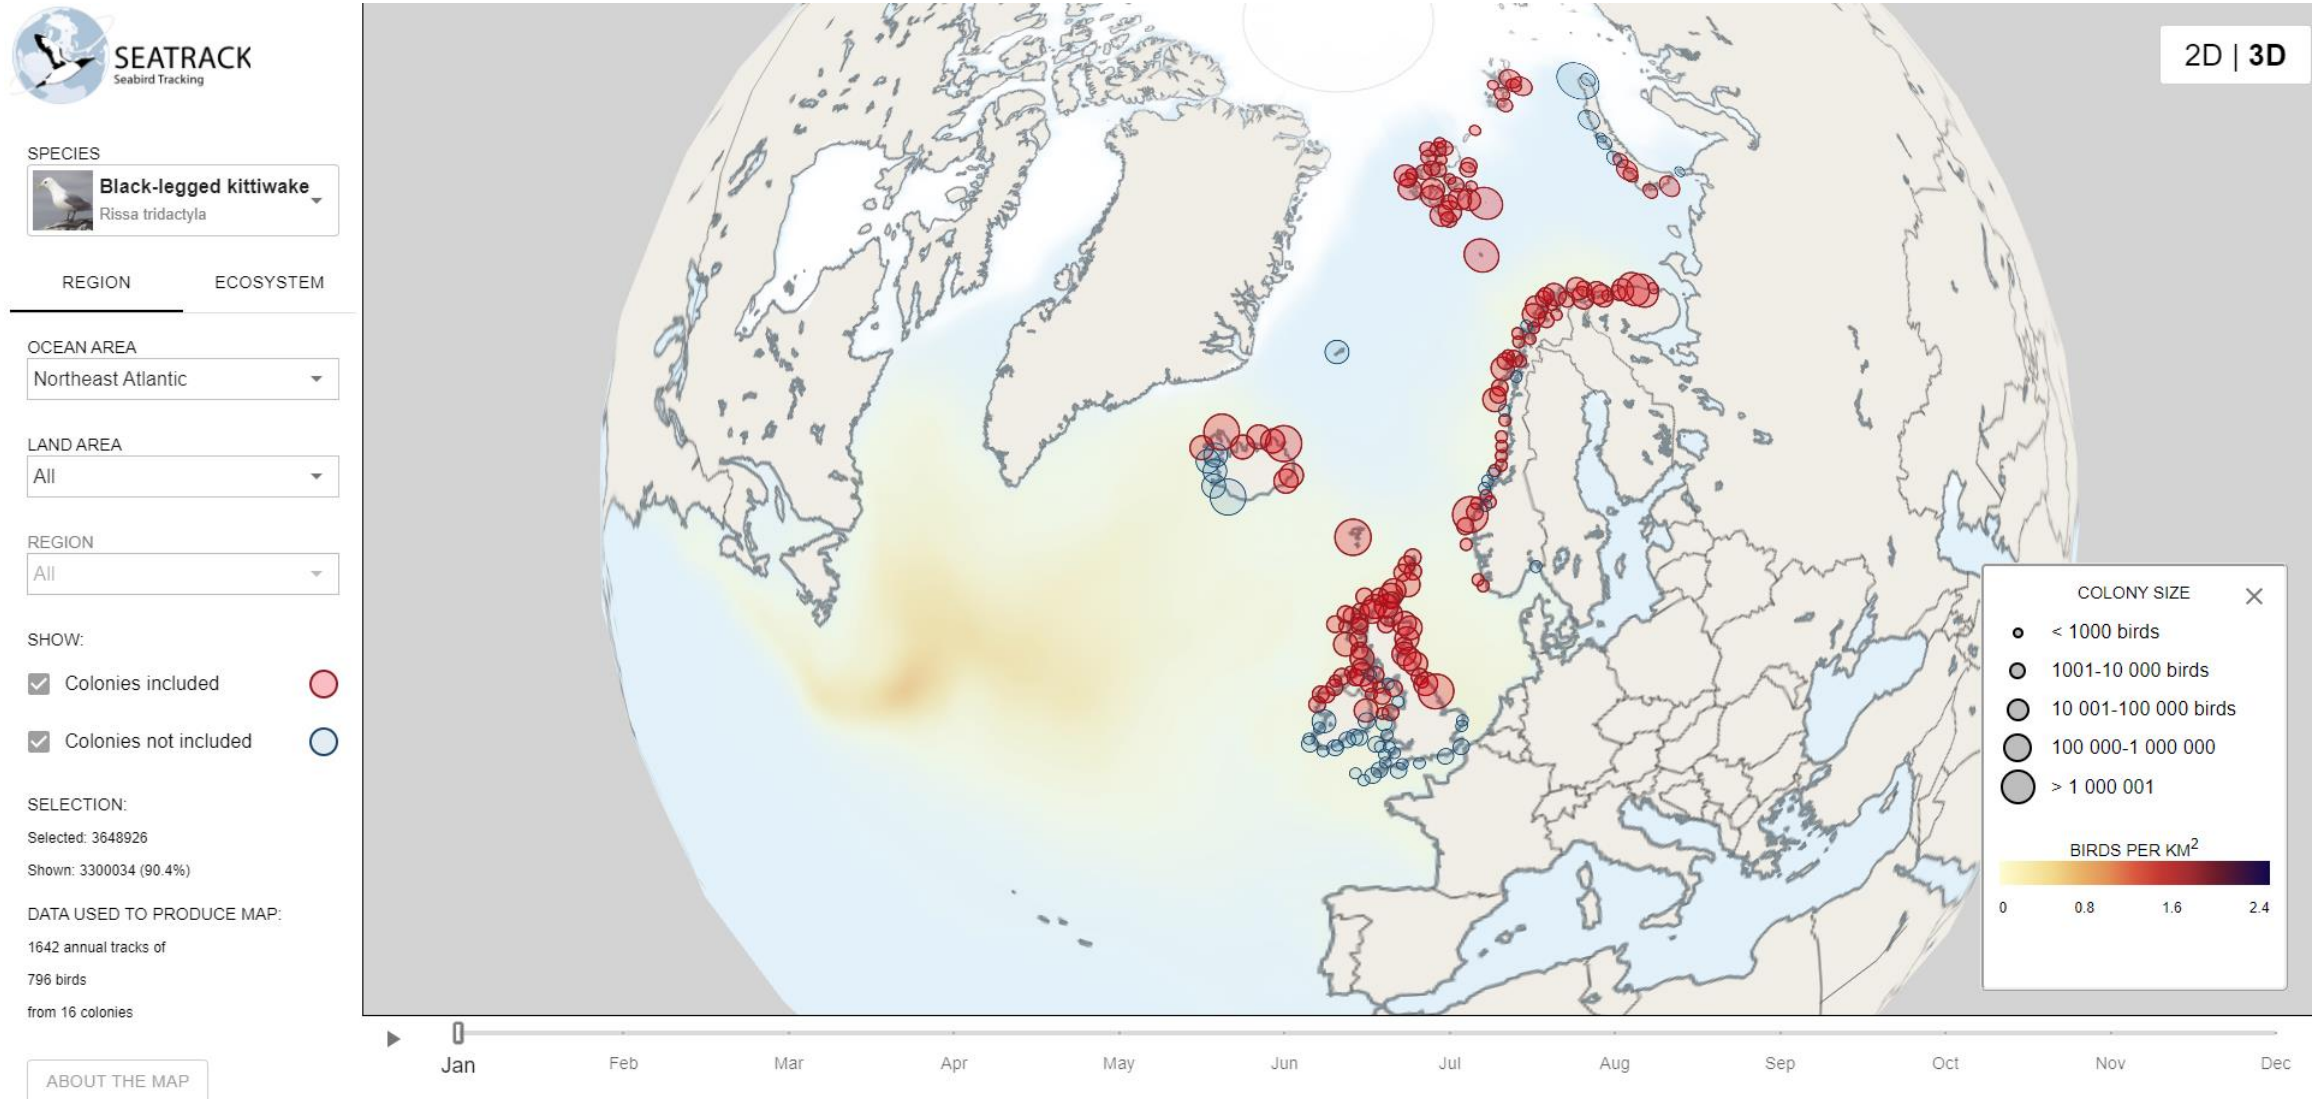 SEATRACK
Seabird Tracking
SPECIES
Black-legged kittiwake
Rissa tridactyla
REGION
ECOSYSTEM
OCEAN AREA
Northeast Atlantic
LAND AREA
All
REGION
All
SHOW:
Colonies included
Colonies not included
SELECTION:
Selected: 3648926
Shown: 3300034 (90.4%)
DATA USED TO PRODUCE MAP:
1642 annual tracks of
796 birds
from 16 colonies
ABOUT THE MAP
2D | 3D
COLONY SIZE
< 1000 birds
1001-10 000 birds
10 001-100 000 birds
100 000-1 000 000
> 1 000 001
BIRDS PER KM²
0 0.8 1.6 2.4
Jan Feb Mar Apr May Jun Jul Aug Sep Oct Nov Dec